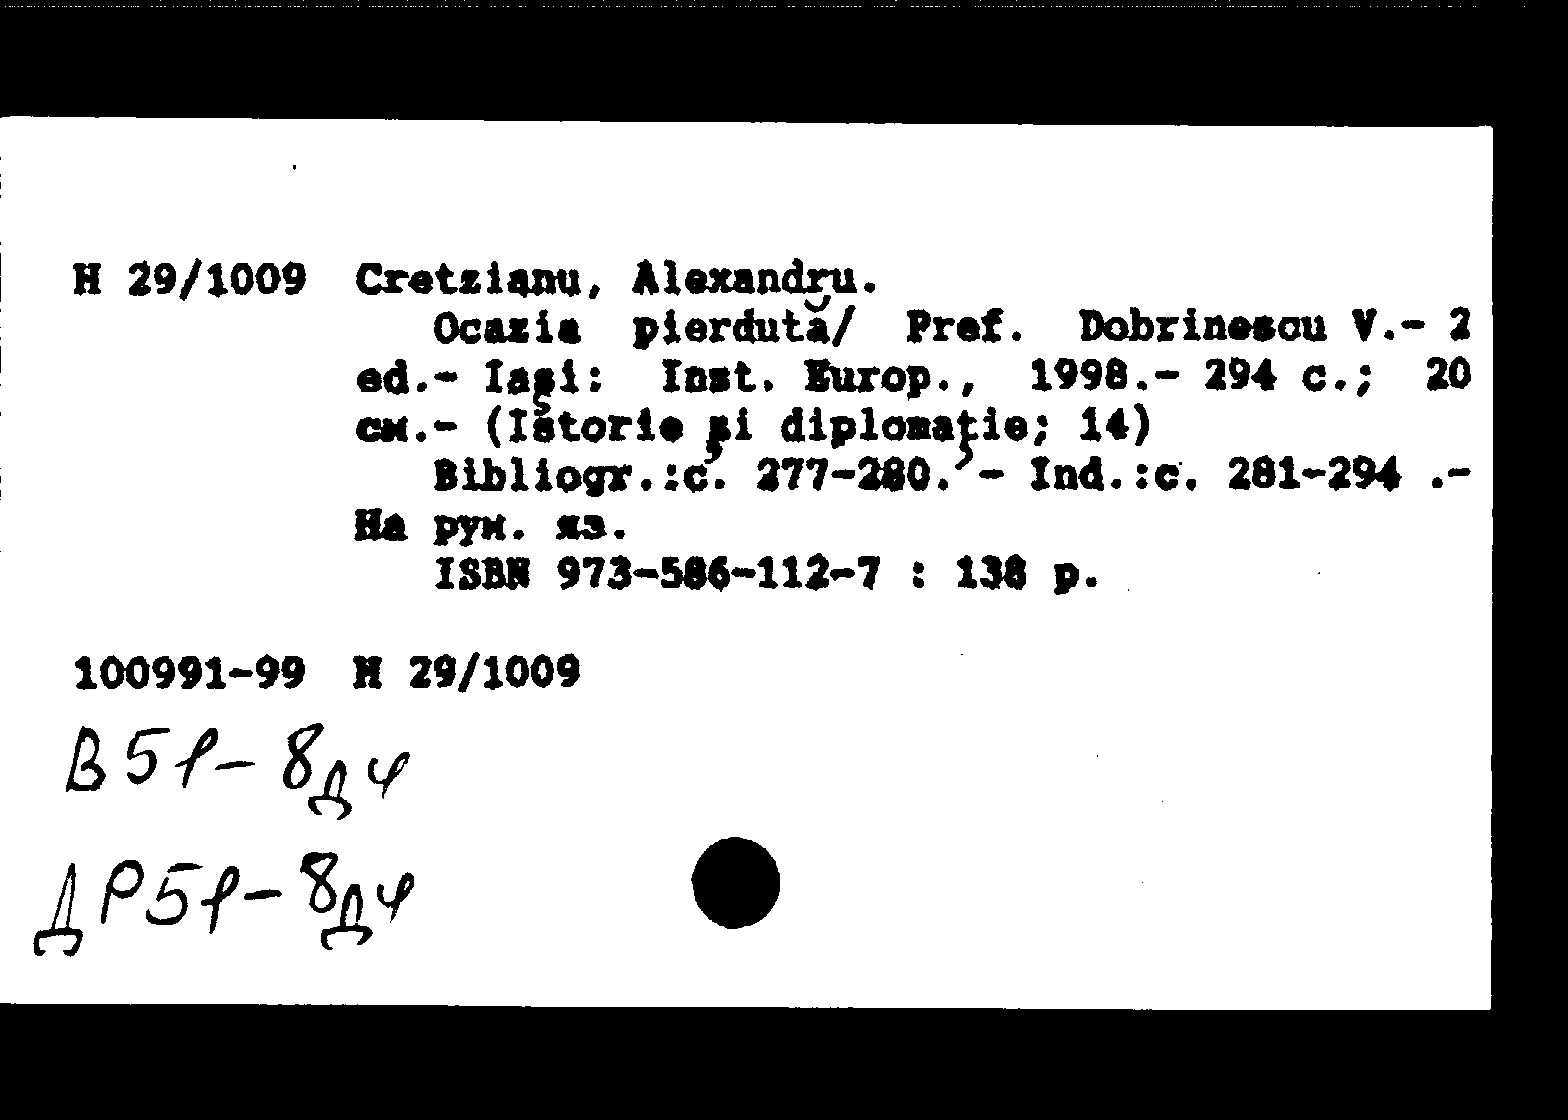 Н 29/1009 Cretzianu, Alexandru.
Ocazia pierdută/ Pref. Dobrinescu V.- 2
ed.- Iaşi: Inst. Europ., 1998.- 294 с.; 20
см.- (Istorie şi diplomaţie; 14)
Bibliogr.:с. 277-280. - Ind.:с. 281-294 .-
На рум. яз.
ISBN 973-586-112-7 : 138 р.
100991-99 Н 29/1009
В51-8д4
ДР51-8д4